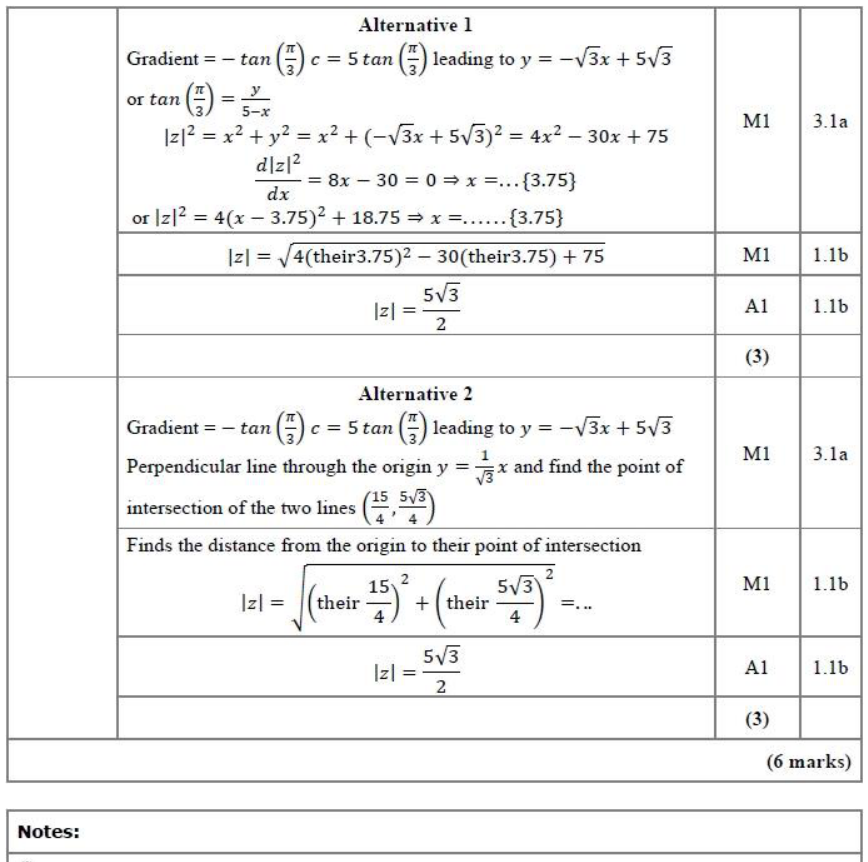 Alternative 1
Gradient = − tan (π/3) c = 5 tan (π/3) leading to y = −√3x + 5√3
or tan (π/3) = y/(5−x)
|z|² = x² + y² = x² + (−√3x + 5√3)² = 4x² − 30x + 75
d|z|²/dx = 8x − 30 = 0 ⇒ x =...{3.75}
or |z|² = 4(x − 3.75)² + 18.75 ⇒ x =......{3.75}
M1 3.1a
|z| = √(4(their3.75)² − 30(their3.75) + 75) M1 1.1b
|z| = 5√3/2 A1 1.1b
(3)
Alternative 2
Gradient = − tan (π/3) c = 5 tan (π/3) leading to y = −√3x + 5√3
Perpendicular line through the origin y = 1/√3 x and find the point of
intersection of the two lines (15/4, 5√3/4)
M1 3.1a
Finds the distance from the origin to their point of intersection
|z| = √((their 15/4)² + (their 5√3/4)²) =... M1 1.1b
|z| = 5√3/2 A1 1.1b
(3)
(6 marks)
Notes: